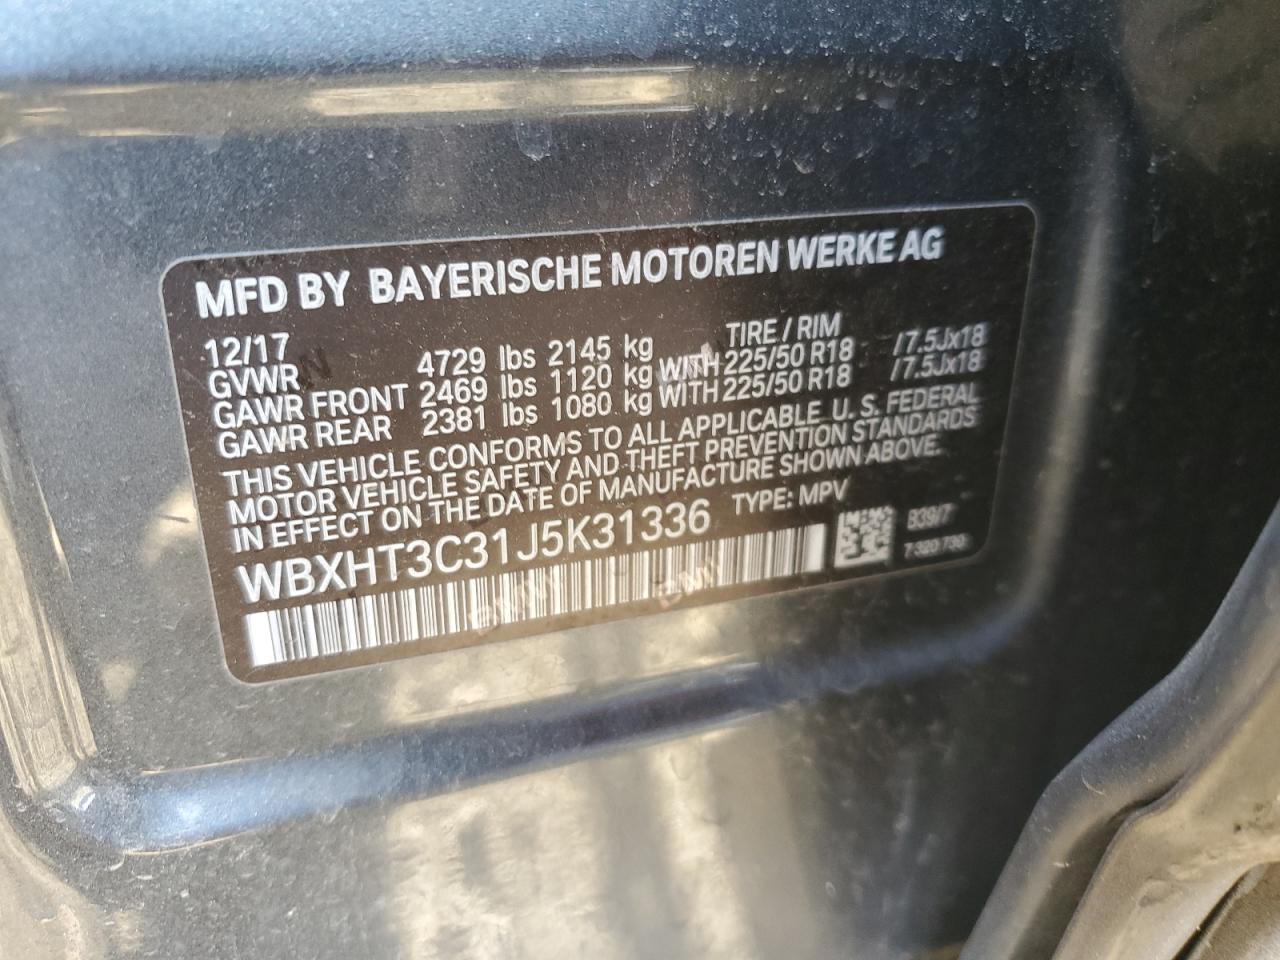 MFD BY BAYERISCHE MOTOREN WERKE AG
12/17 TIRE / RIM
GVWR 4729 lbs 2145 kg
GAWR FRONT 2469 lbs 1120 kg WITH 225/50 R18 /7.5Jx18
GAWR REAR 2381 lbs 1080 kg WITH 225/50 R18 /7.5Jx18
THIS VEHICLE CONFORMS TO ALL APPLICABLE U. S. FEDERAL
MOTOR VEHICLE SAFETY AND THEFT PREVENTION STANDARDS
IN EFFECT ON THE DATE OF MANUFACTURE SHOWN ABOVE.
WBXHT3C31J5K31336 TYPE: MPV
BMW BMW